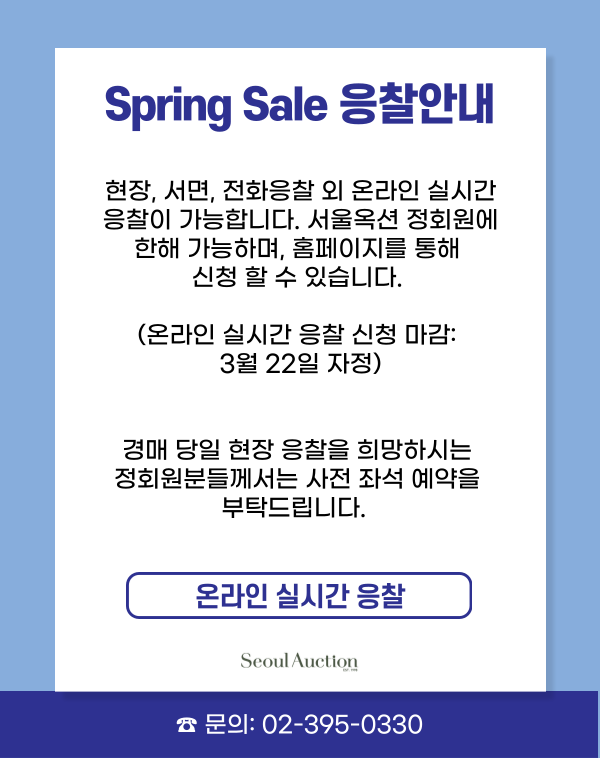 Spring Sale 응찰안내
현장, 서면, 전화응찰 외 온라인 실시간
응찰이 가능합니다. 서울옥션 정회원에
한해 가능하며, 홈페이지를 통해
신청 할 수 있습니다.
(온라인 실시간 응찰 신청 마감:
3월 22일 자정)
경매 당일 현장 응찰을 희망하시는
정회원분들께서는 사전 좌석 예약을
부탁드립니다.
온라인 실시간 응찰
Seoul Auction
☎ 문의: 02-395-0330